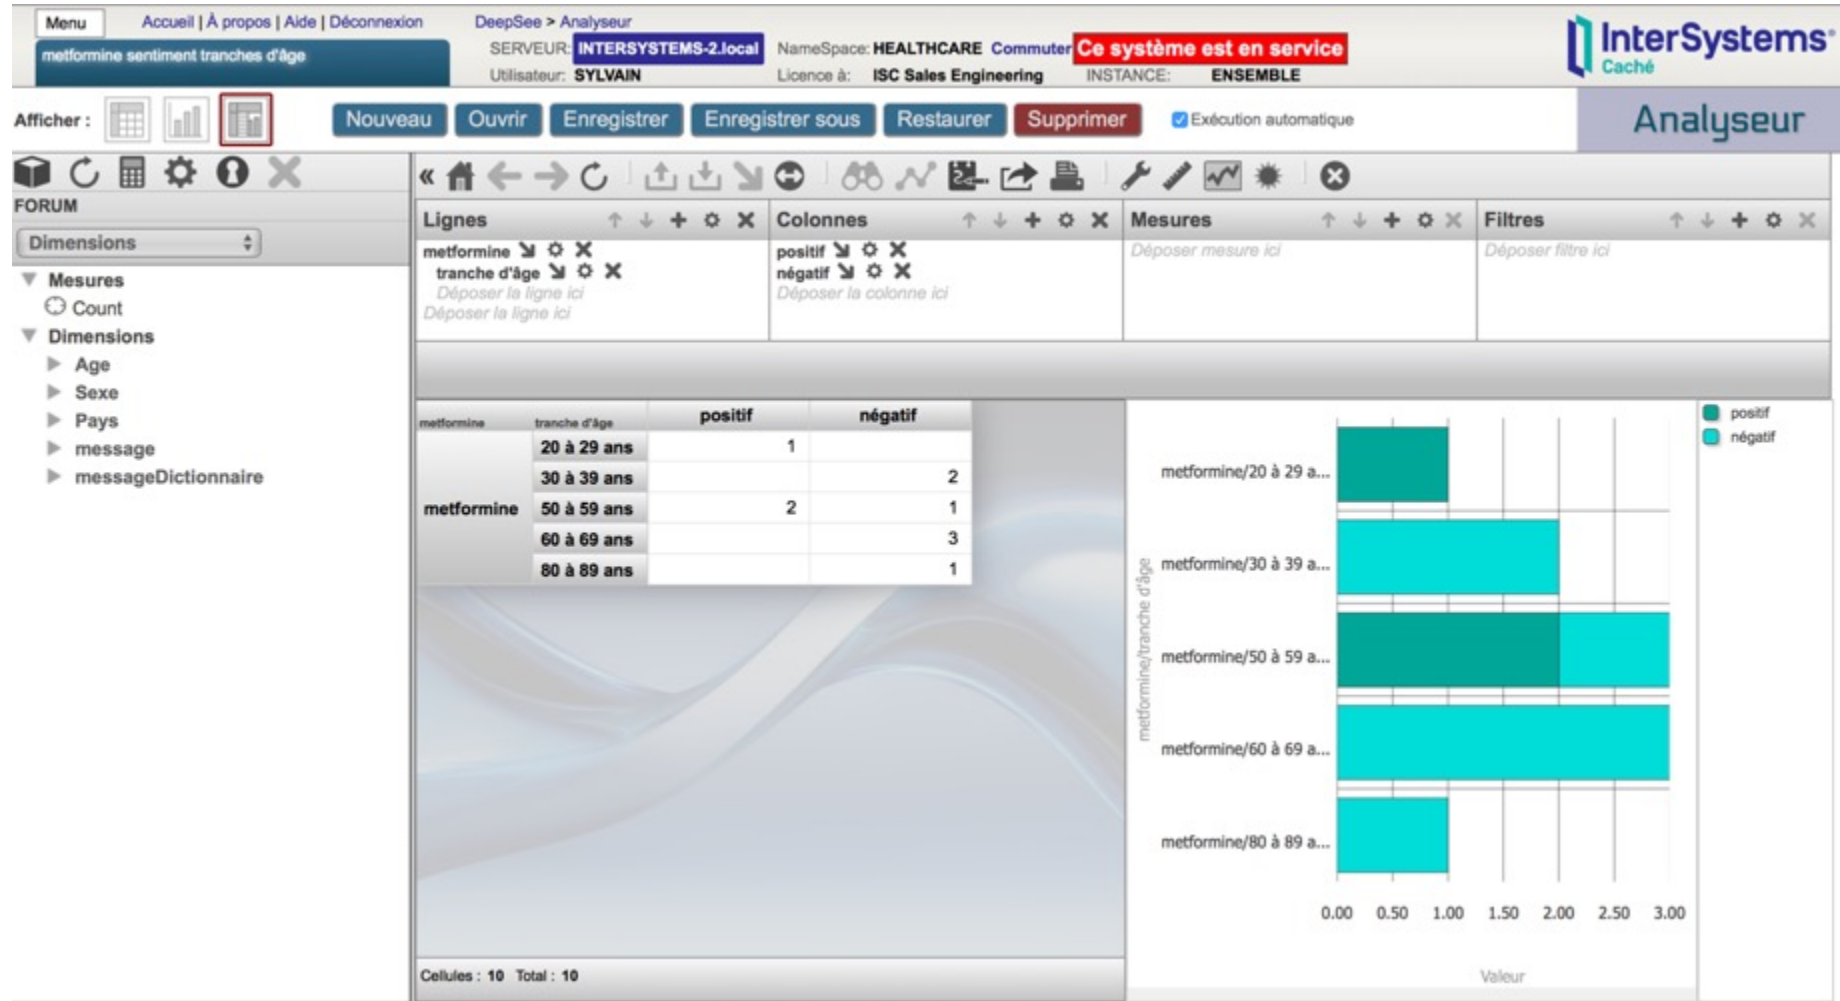 Menu
Accueil | À propos | Aide | Déconnexion
DeepSee > Analyseur
metformine sentiment tranches d'âge
SERVEUR: INTERSYSTEMS-2.local
NameSpace: HEALTHCARE Commuter
Ce système est en service
Utilisateur: SYLVAIN
Licence à: ISC Sales Engineering
INSTANCE: ENSEMBLE
InterSystems
Caché
Afficher :
Nouveau
Ouvrir
Enregistrer
Enregistrer sous
Restaurer
Supprimer
Exécution automatique
Analyseur
FORUM
Dimensions
Mesures
Count
Dimensions
Age
Sexe
Pays
message
messageDictionnaire
Lignes
metformine
tranche d'âge
Déposer la ligne ici
Déposer la ligne ici
Colonnes
positif
négatif
Déposer la colonne ici
Mesures
Déposer mesure ici
Filtres
Déposer filtre ici
metformine tranche d'âge positif négatif
20 à 29 ans 1
30 à 39 ans 2
metformine 50 à 59 ans 2 1
60 à 69 ans 3
80 à 89 ans 1
Cellules : 10 Total : 10
positif
négatif
metformine/tranche d'âge
metformine/20 à 29 a...
metformine/30 à 39 a...
metformine/50 à 59 a...
metformine/60 à 69 a...
metformine/80 à 89 a...
0.00 0.50 1.00 1.50 2.00 2.50 3.00
Valeur